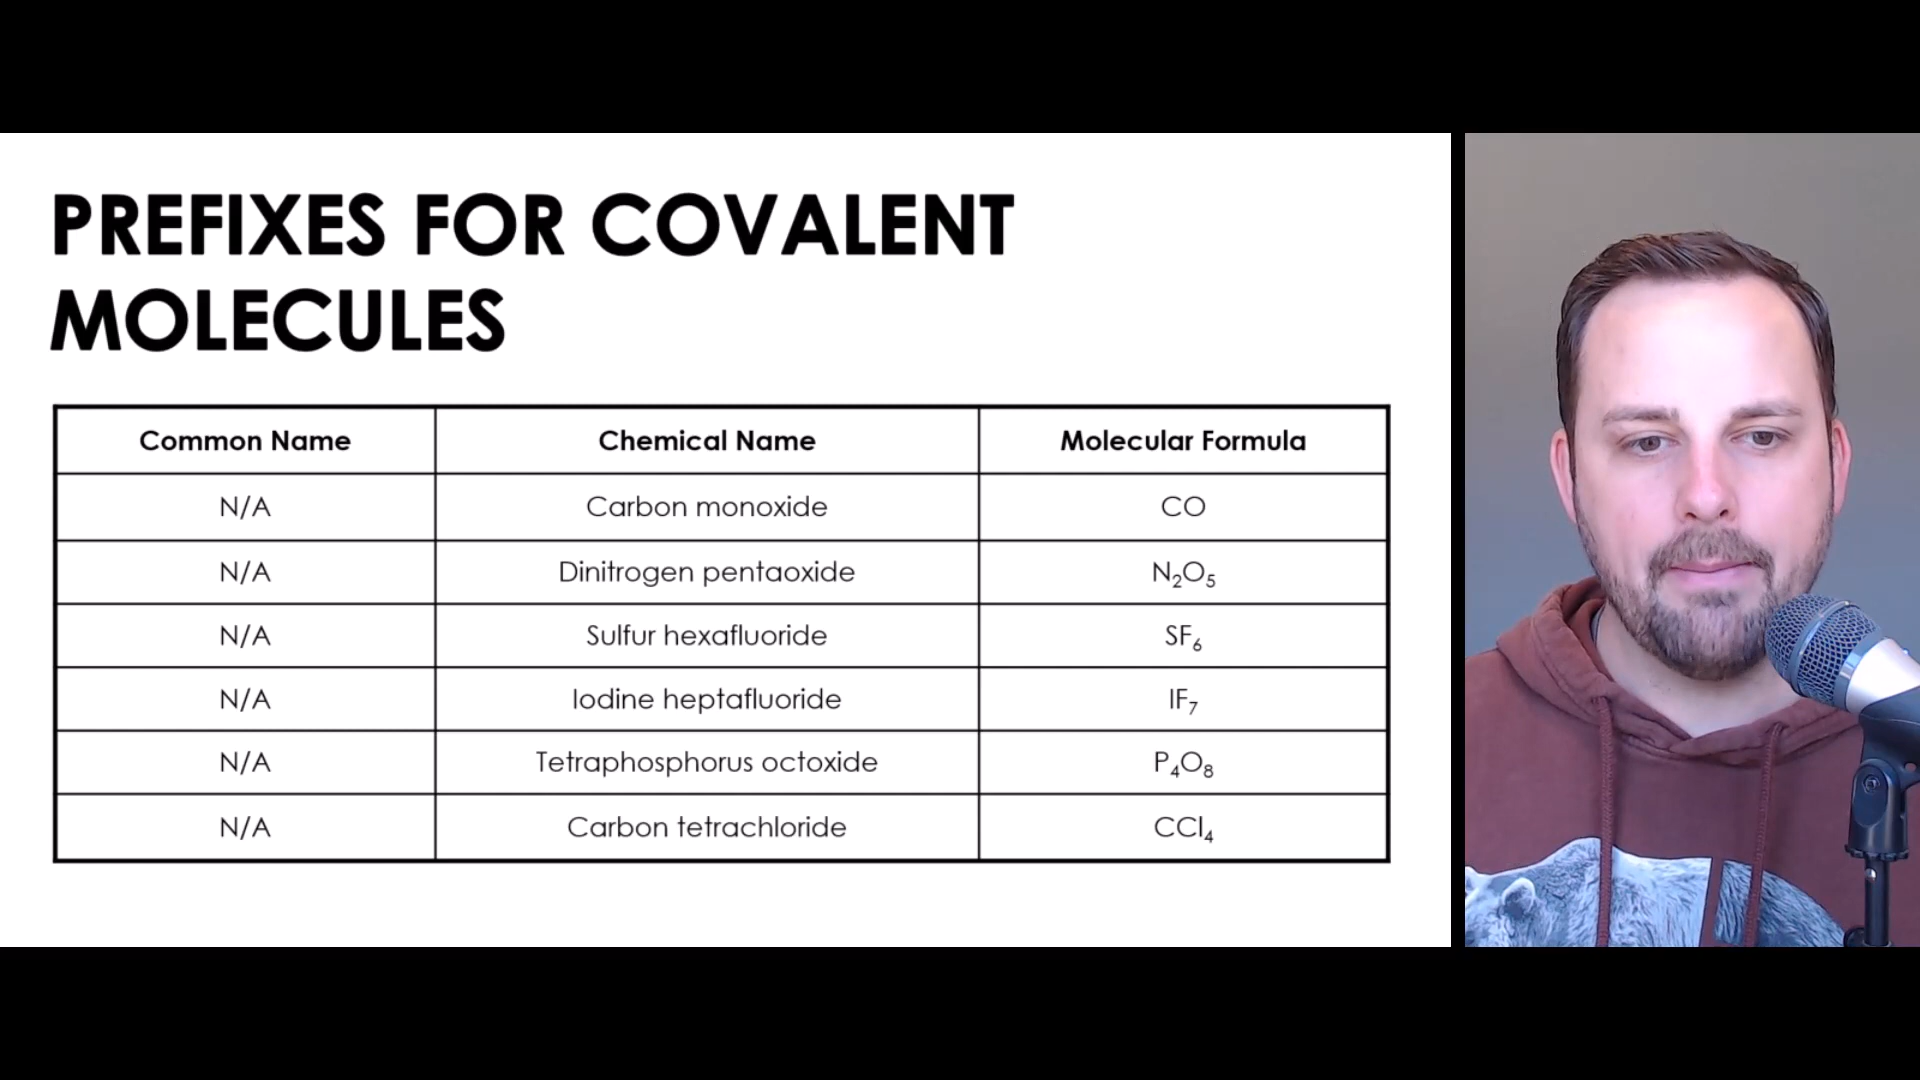 PREFIXES FOR COVALENT
MOLECULES
Common Name Chemical Name Molecular Formula
N/A Carbon monoxide CO
N/A Dinitrogen pentaoxide N₂O₅
N/A Sulfur hexafluoride SF₆
N/A Iodine heptafluoride IF₇
N/A Tetraphosphorus octoxide P₄O₈
N/A Carbon tetrachloride CCl₄